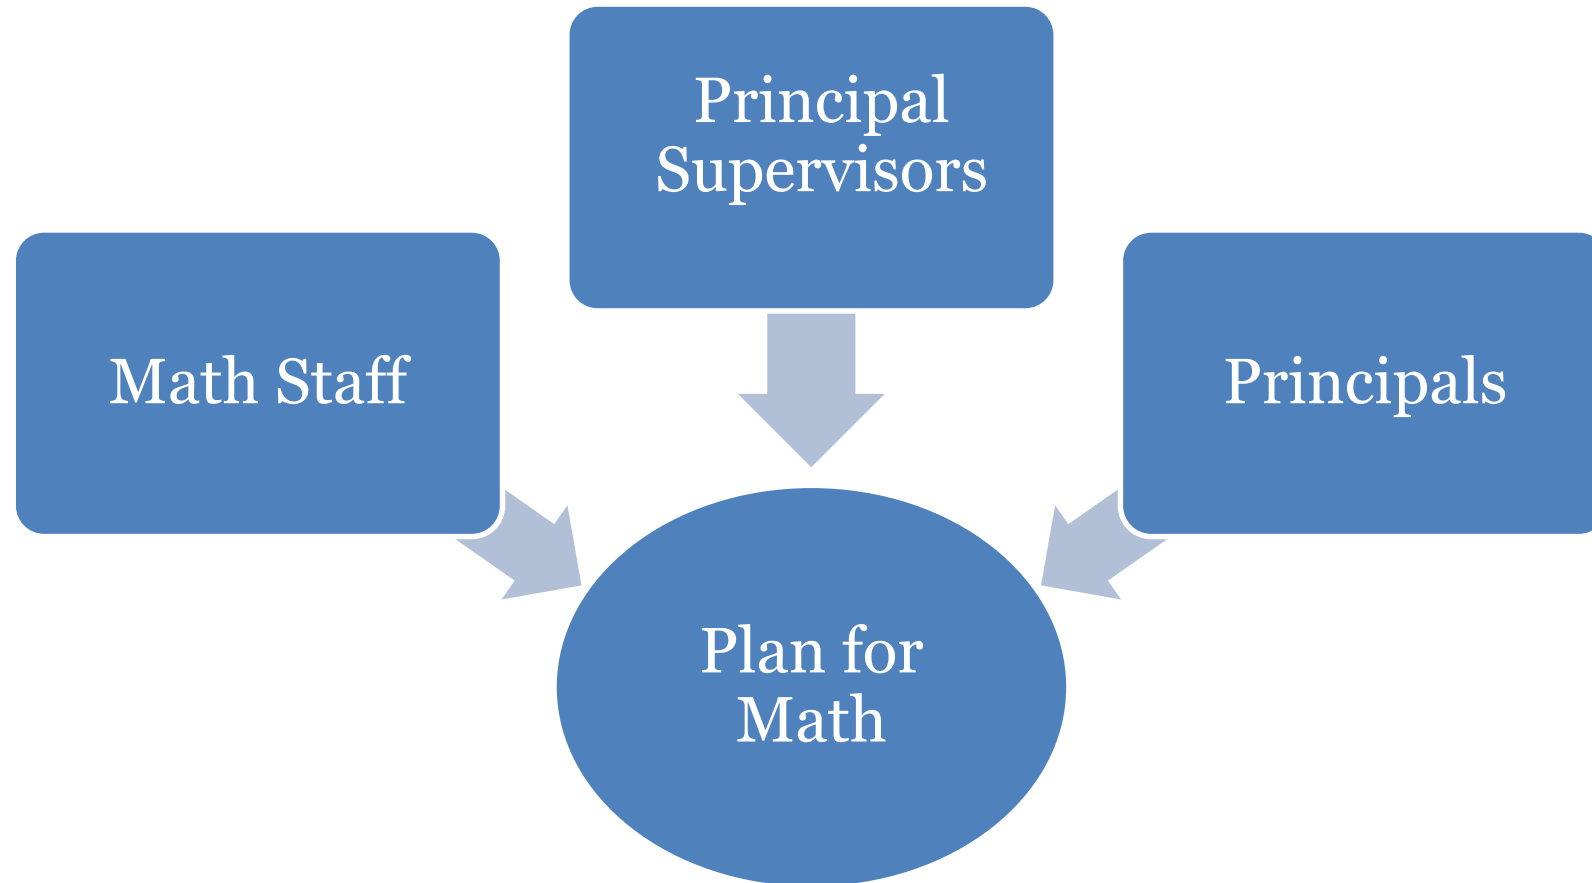 Principal
Supervisors
Math Staff
Principals
Plan for
Math